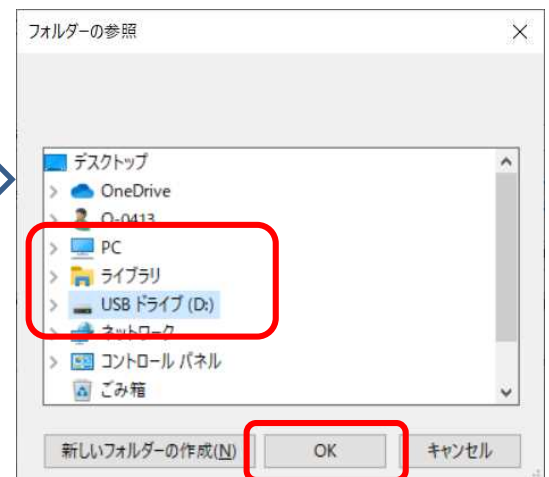 フォルダーの参照
デスクトップ
OneDrive
O-0413
PC
ライブラリ
USB ドライブ (D:)
ネットワーク
コントロール パネル
ごみ箱
新しいフォルダーの作成(N) OK キャンセル